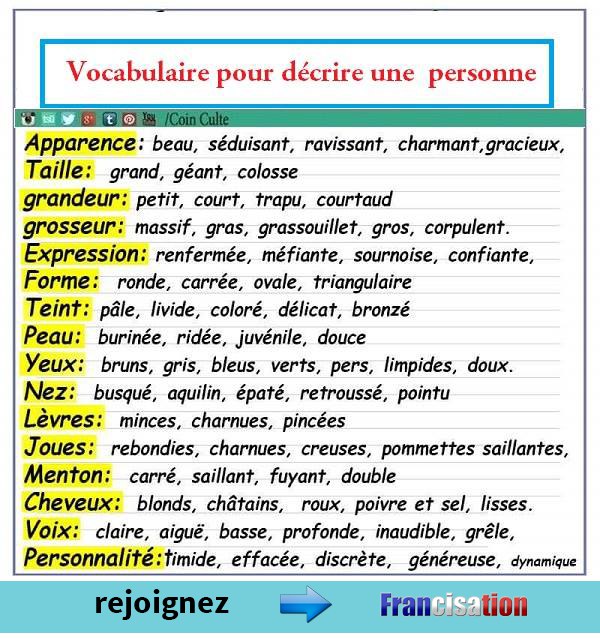 Vocabulaire pour décrire une personne
/Coin Culte
Apparence: beau, séduisant, ravissant, charmant,gracieux,
Taille: grand, géant, colosse
grandeur: petit, court, trapu, courtaud
grosseur: massif, gras, grassouillet, gros, corpulent.
Expression: renfermée, méfiante, sournoise, confiante,
Forme: ronde, carrée, ovale, triangulaire
Teint: pâle, livide, coloré, délicat, bronzé
Peau: burinée, ridée, juvénile, douce
Yeux: bruns, gris, bleus, verts, pers, limpides, doux.
Nez: busqué, aquilin, épaté, retroussé, pointu
Lèvres: minces, charnues, pincées
Joues: rebondies, charnues, creuses, pommettes saillantes,
Menton: carré, saillant, fuyant, double
Cheveux: blonds, châtains, roux, poivre et sel, lisses.
Voix: claire, aiguë, basse, profonde, inaudible, grêle,
Personnalité:timide, effacée, discrète, généreuse, dynamique
rejoignez Francisation